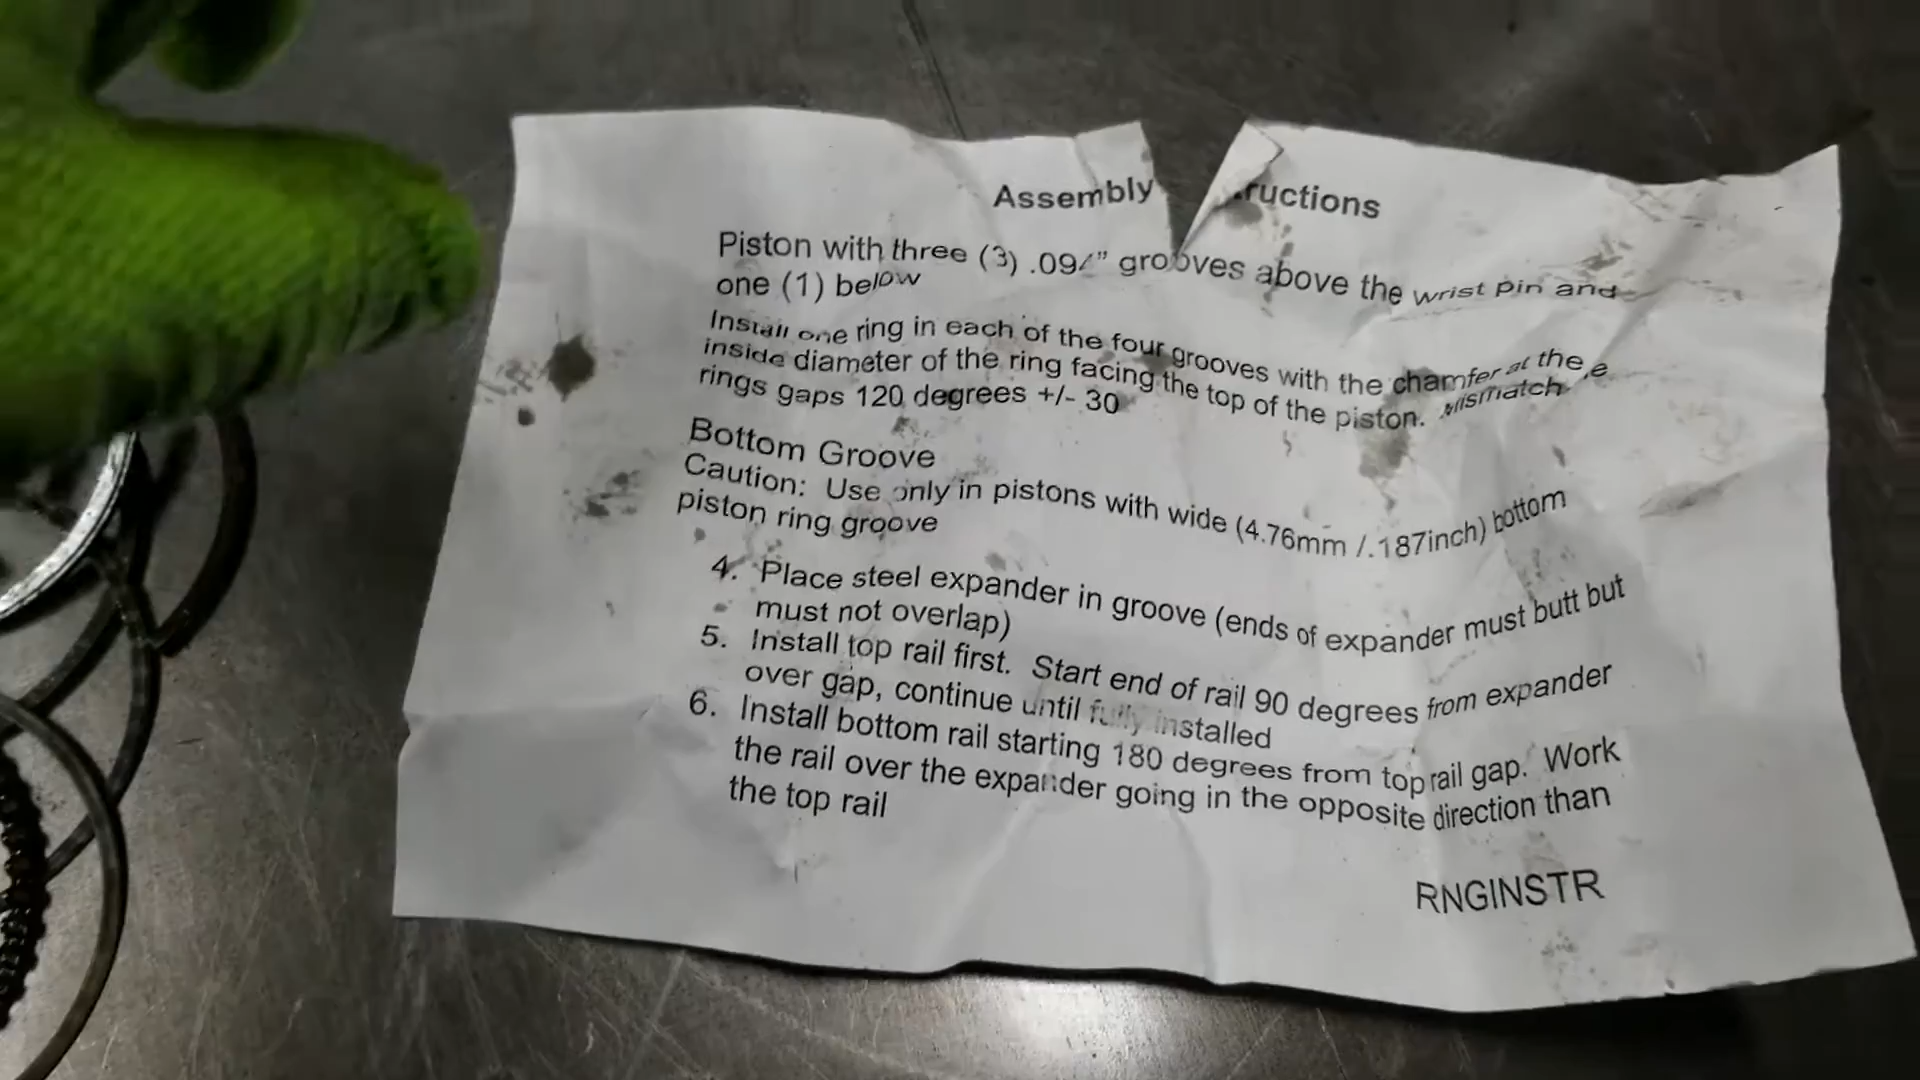 Assembly ructions
Piston with three (3) .09 " grooves above the wrist pin and
one (1) below
Install one ring in each of the four grooves with the chamfer at the
inside diameter of the ring facing the top of the piston. Mismatch
rings gaps 120 degrees +/- 30
Bottom Groove
Caution: Use only in pistons with wide (4.76mm /.187inch) bottom
piston ring groove
4. Place steel expander in groove (ends of expander must butt but
must not overlap)
5. Install top rail first. Start end of rail 90 degrees from expander
over gap, continue until fully installed
6. Install bottom rail starting 180 degrees from top rail gap. Work
the rail over the expander going in the opposite direction than
the top rail
RNGINSTR